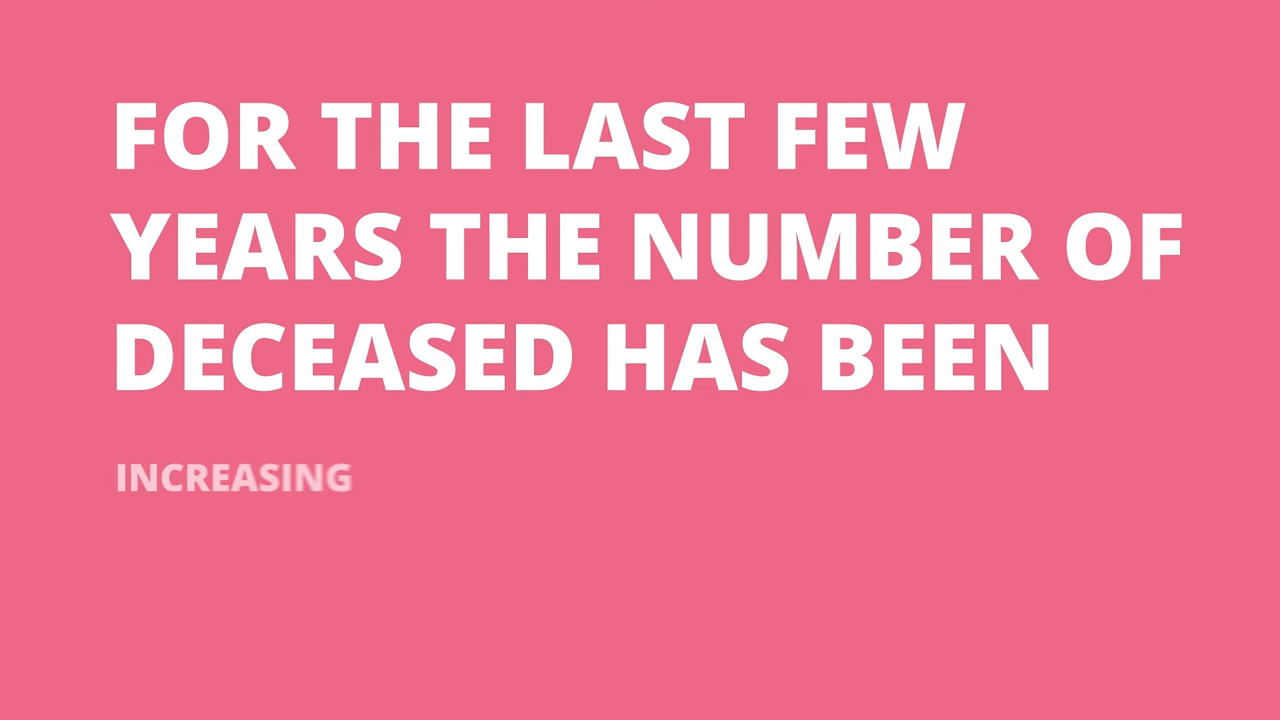 FOR THE LAST FEW
YEARS THE NUMBER OF
DECEASED HAS BEEN
INCREASING